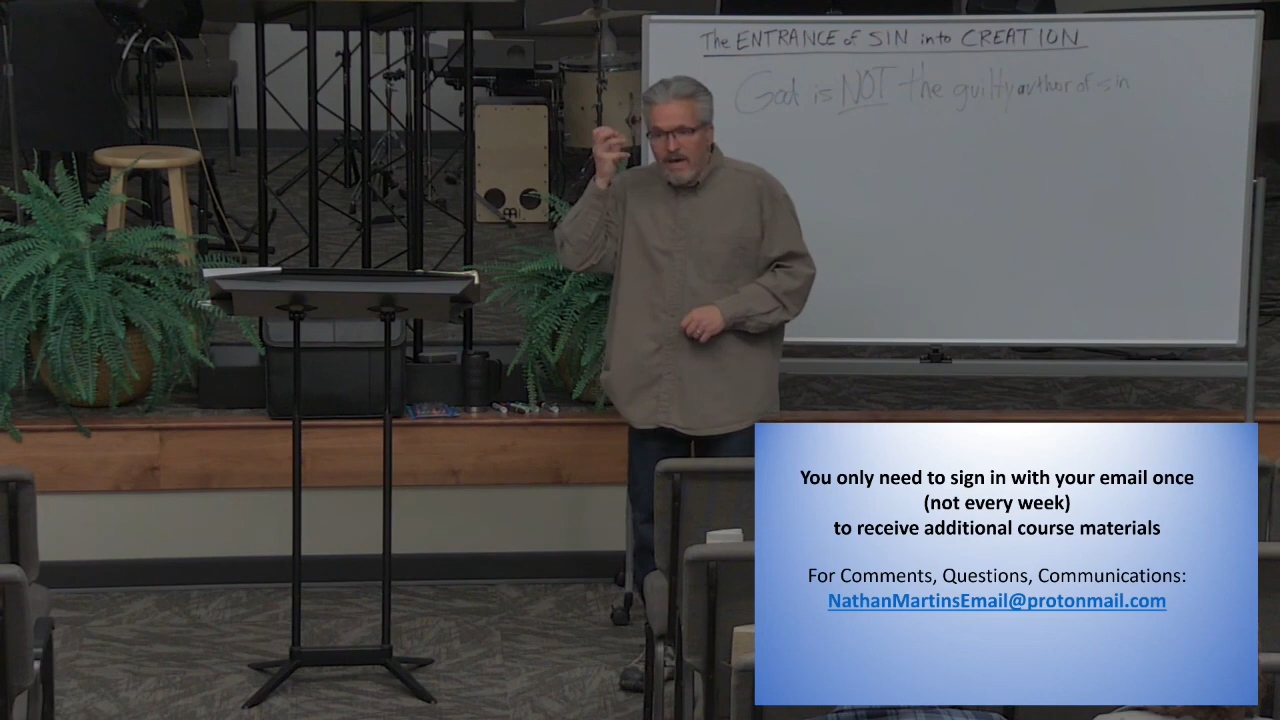 The ENTRANCE of SIN into CREATION
God is NOT the guilty author of sin
You only need to sign in with your email once
(not every week)
to receive additional course materials
For Comments, Questions, Communications:
NathanMartinsEmail@protonmail.com